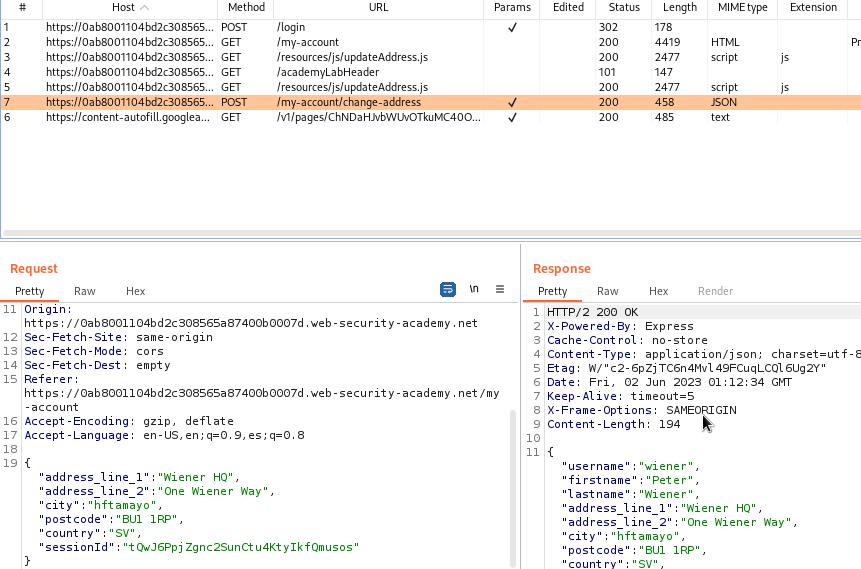 # Host Method URL Params Edited Status Length MIME type Extension
1 https://0ab8001104bd2c308565... POST /login ✓ 302 178
2 https://0ab8001104bd2c308565... GET /my-account 200 4419 HTML Pr
3 https://0ab8001104bd2c308565... GET /resources/js/updateAddress.js 200 2477 script js
4 https://0ab8001104bd2c308565... GET /academyLabHeader 101 147
5 https://0ab8001104bd2c308565... GET /resources/js/updateAddress.js 200 2477 script js
7 https://0ab8001104bd2c308565... POST /my-account/change-address ✓ 200 458 JSON
6 https://content-autofill.googlea... GET /v1/pages/ChNDaHJvbWUvOTkuMC40O... ✓ 200 485 text
Request
Pretty Raw Hex \n
11 Origin:
https://0ab8001104bd2c308565a87400b0007d.web-security-academy.net
12 Sec-Fetch-Site: same-origin
13 Sec-Fetch-Mode: cors
14 Sec-Fetch-Dest: empty
15 Referer:
https://0ab8001104bd2c308565a87400b0007d.web-security-academy.net/my
-account
16 Accept-Encoding: gzip, deflate
17 Accept-Language: en-US,en;q=0.9,es;q=0.8
18
19 {
"address_line_1":"Wiener HQ",
"address_line_2":"One Wiener Way",
"city":"hftamayo",
"postcode":"BU1 1RP",
"country":"SV",
"sessionId":"tQwJ6PpjZgnc2SunCtu4KtyIkfQmusos"
}
Response
Pretty Raw Hex Render
1 HTTP/2 200 OK
2 X-Powered-By: Express
3 Cache-Control: no-store
4 Content-Type: application/json; charset=utf-8
5 Etag: W/"c2-6pZjTC6n4Mvl49FCuqLCQl6Ug2Y"
6 Date: Fri, 02 Jun 2023 01:12:34 GMT
7 Keep-Alive: timeout=5
8 X-Frame-Options: SAMEORIGIN
9 Content-Length: 194
10
11 {
"username":"wiener",
"firstname":"Peter",
"lastname":"Wiener",
"address_line_1":"Wiener HQ",
"address_line_2":"One Wiener Way",
"city":"hftamayo",
"postcode":"BU1 1RP",
"country":"SV",